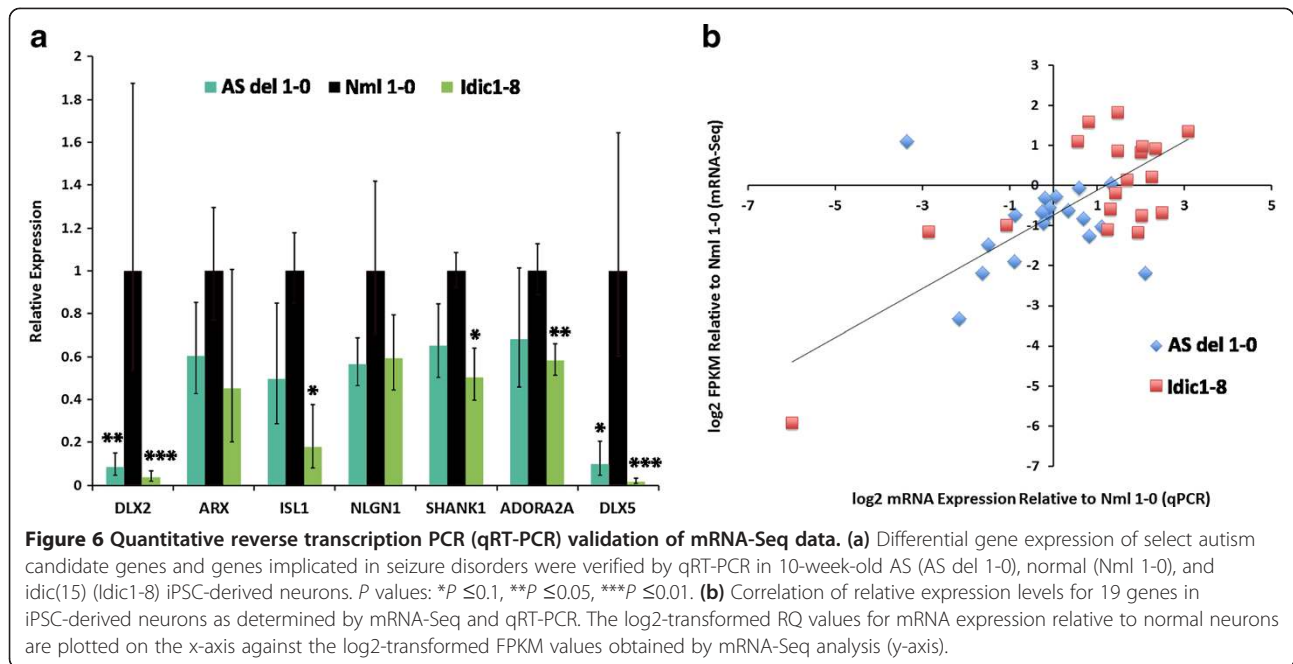 a
2
1.8
1.6
1.4
1.2
1
0.8
0.6
0.4
0.2
0
Relative Expression
AS del 1-0 Nml 1-0 Idic1-8
** *** * * ** * ***
DLX2 ARX ISL1 NLGN1 SHANK1 ADORA2A DLX5
b
3
2
1
0
-1
-2
-3
-4
-5
-6
-7
-7 -5 -3 -1 1 3 5
log2 FPKM Relative to Nml 1-0 (mRNA-Seq)
AS del 1-0
Idic1-8
log2 mRNA Expression Relative to Nml 1-0 (qPCR)
Figure 6 Quantitative reverse transcription PCR (qRT-PCR) validation of mRNA-Seq data. (a) Differential gene expression of select autism
candidate genes and genes implicated in seizure disorders were verified by qRT-PCR in 10-week-old AS (AS del 1-0), normal (Nml 1-0), and
idic(15) (Idic1-8) iPSC-derived neurons. P values: *P ≤0.1, **P ≤0.05, ***P ≤0.01. (b) Correlation of relative expression levels for 19 genes in
iPSC-derived neurons as determined by mRNA-Seq and qRT-PCR. The log2-transformed RQ values for mRNA expression relative to normal neurons
are plotted on the x-axis against the log2-transformed FPKM values obtained by mRNA-Seq analysis (y-axis).